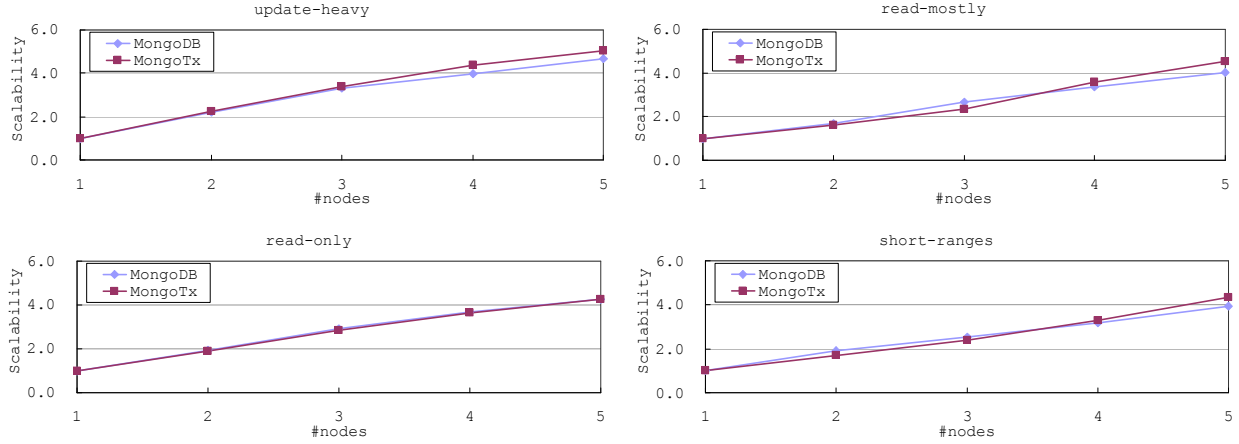 update-heavy
6.0
4.0
2.0
0.0
Scalability
MongoDB
MongoTx
1 2 3 4 5
#nodes
read-mostly
6.0
4.0
2.0
0.0
Scalability
MongoDB
MongoTx
1 2 3 4 5
#nodes
read-only
6.0
4.0
2.0
0.0
Scalability
MongoDB
MongoTx
1 2 3 4 5
#nodes
short-ranges
6.0
4.0
2.0
0.0
Scalability
MongoDB
MongoTx
1 2 3 4 5
#nodes